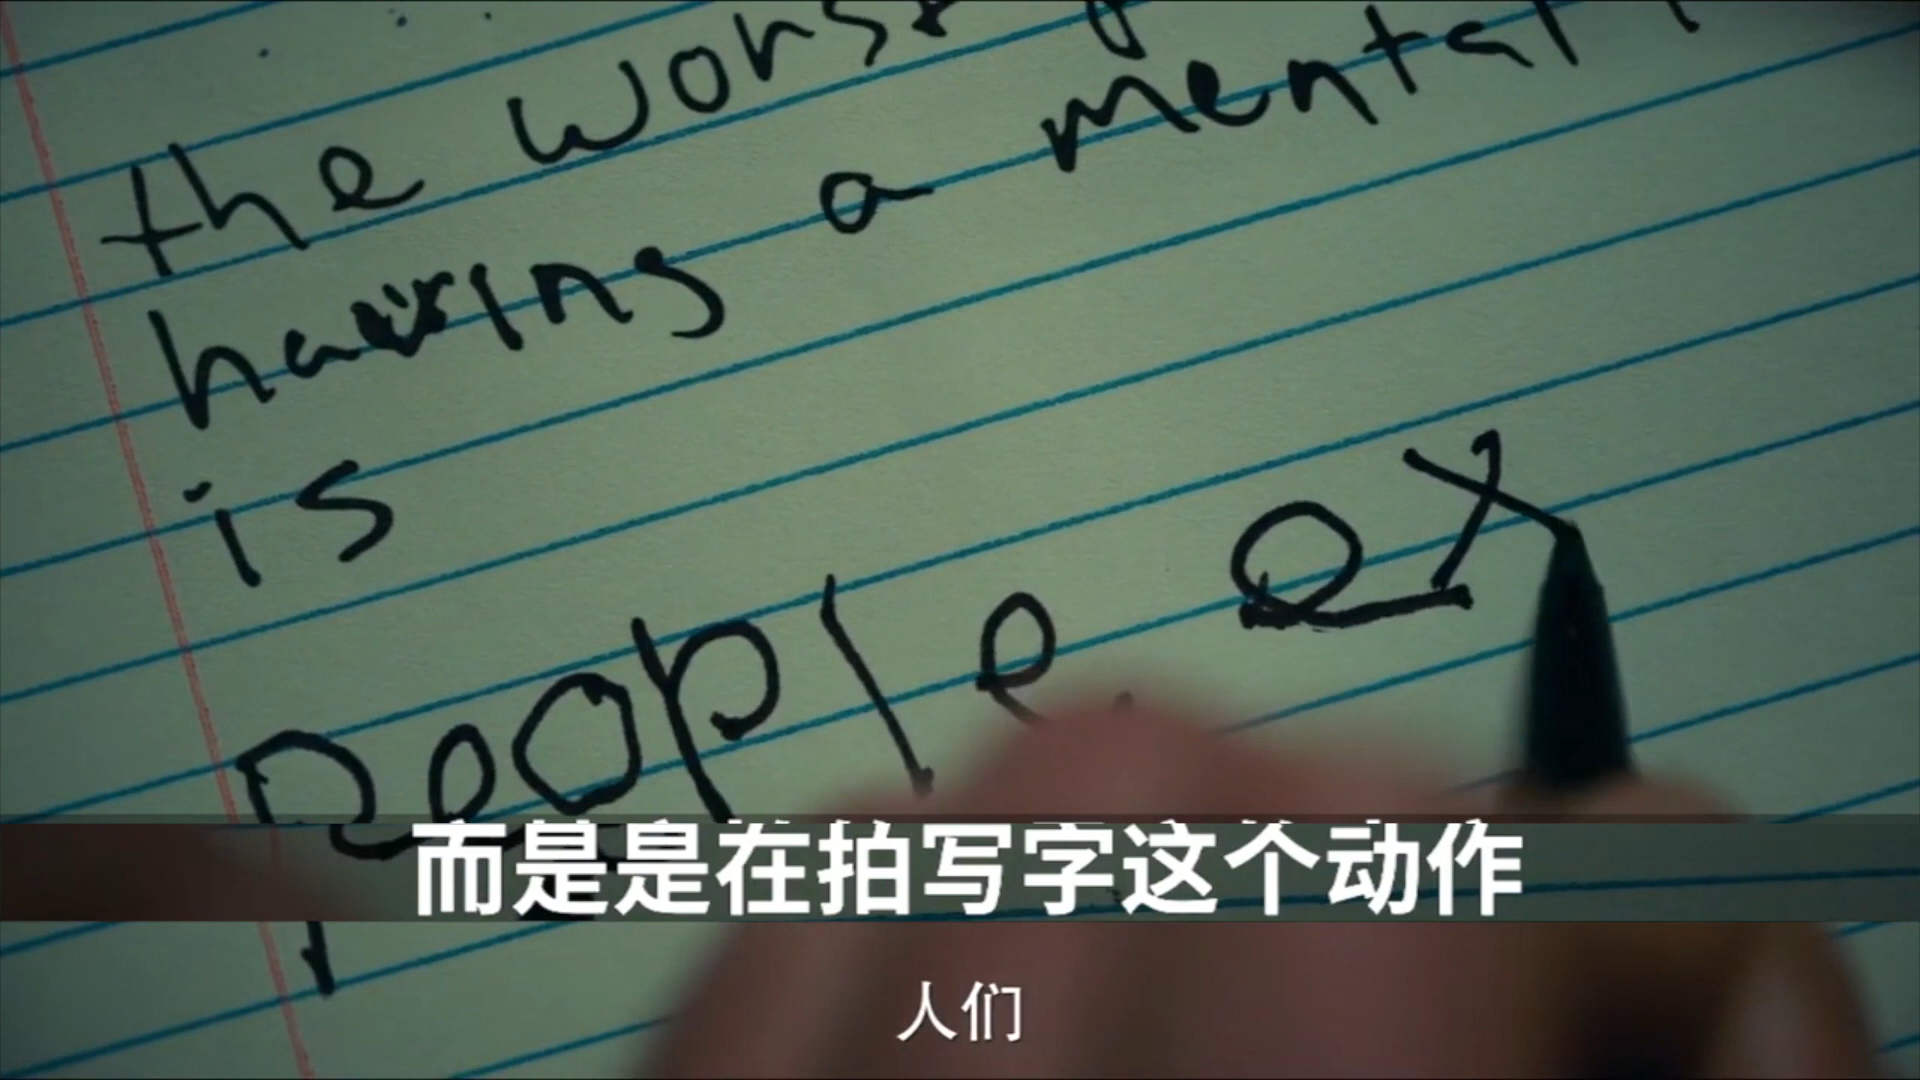 the
having a mental
is
people ex
而是是在拍写字这个动作
人们